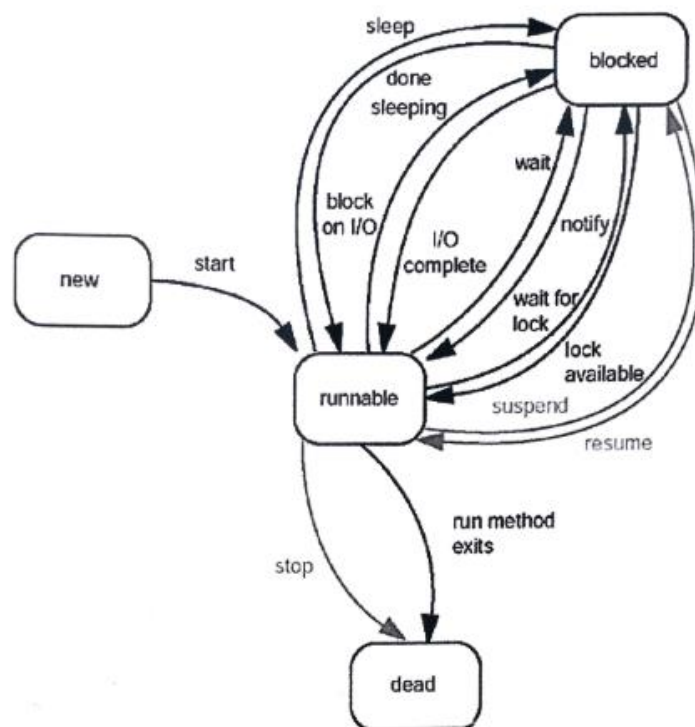 sleep
blocked
done
sleeping
wait
block
on I/O
I/O
complete
notify
new
start
wait for
lock
lock
available
runnable
suspend
resume
run method
exits
stop
dead